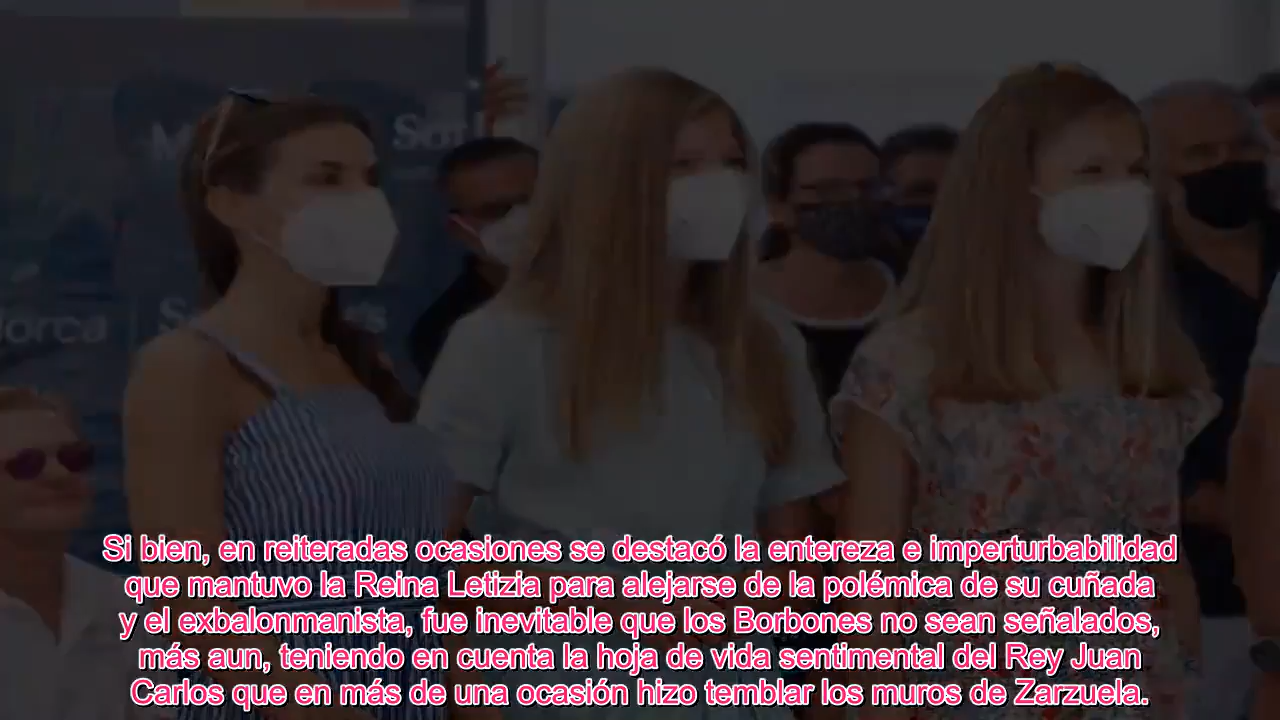 Sof
lorca
Si bien, en reiteradas ocasiones se destacó la entereza e imperturbabilidad
que mantuvo la Reina Letizia para alejarse de la polémica de su cuñada
y el exbalonmanista, fue inevitable que los Borbones no sean señalados,
más aun, teniendo en cuenta la hoja de vida sentimental del Rey Juan
Carlos que en más de una ocasión hizo temblar los muros de Zarzuela.